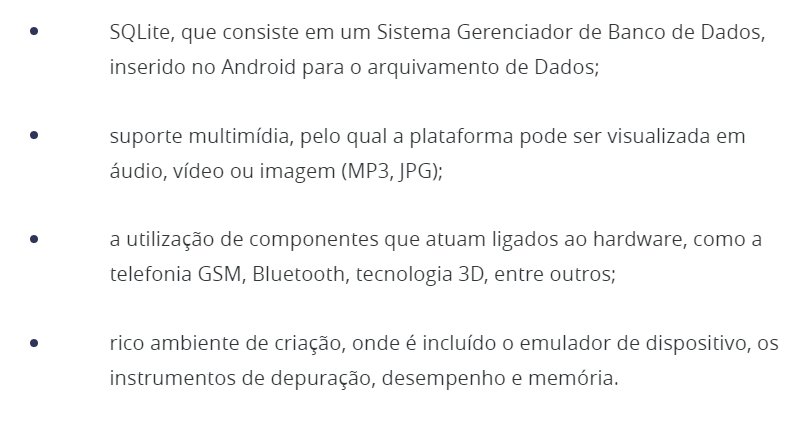 SQLite, que consiste em um Sistema Gerenciador de Banco de Dados,
inserido no Android para o arquivamento de Dados;
suporte multimídia, pelo qual a plataforma pode ser visualizada em
áudio, vídeo ou imagem (MP3, JPG);
a utilização de componentes que atuam ligados ao hardware, como a
telefonia GSM, Bluetooth, tecnologia 3D, entre outros;
rico ambiente de criação, onde é incluído o emulador de dispositivo, os
instrumentos de depuração, desempenho e memória.